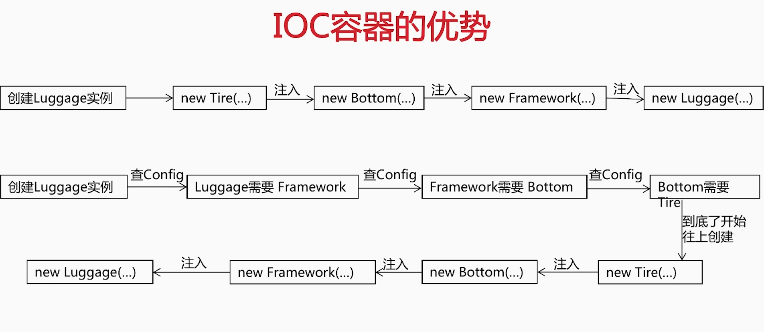 IOC容器的优势
创建Luggage实例
new Tire(...)
注入
new Bottom(...)
注入
new Framework(...)
注入
new Luggage(...)
创建Luggage实例
查Config
Luggage需要 Framework
查Config
Framework需要 Bottom
查Config
Bottom需要
Tire
到底了开始
往上创建
new Luggage(...)
注入
new Framework(...)
注入
new Bottom(...)
注入
new Tire(...)